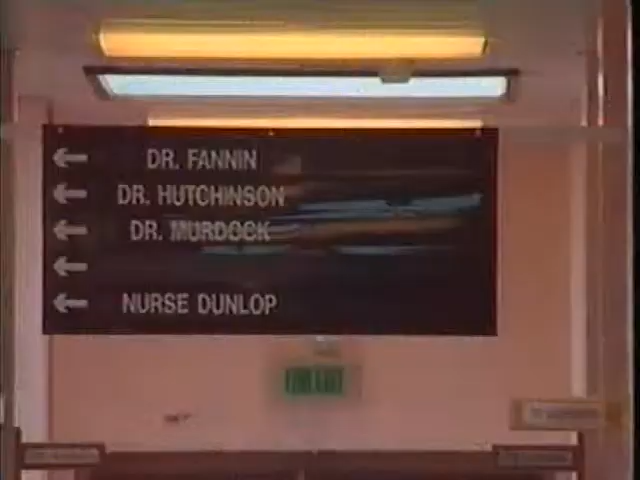 ← DR. FANNIN
← DR. HUTCHINSON
← DR. MURDOCK
←
← NURSE DUNLOP